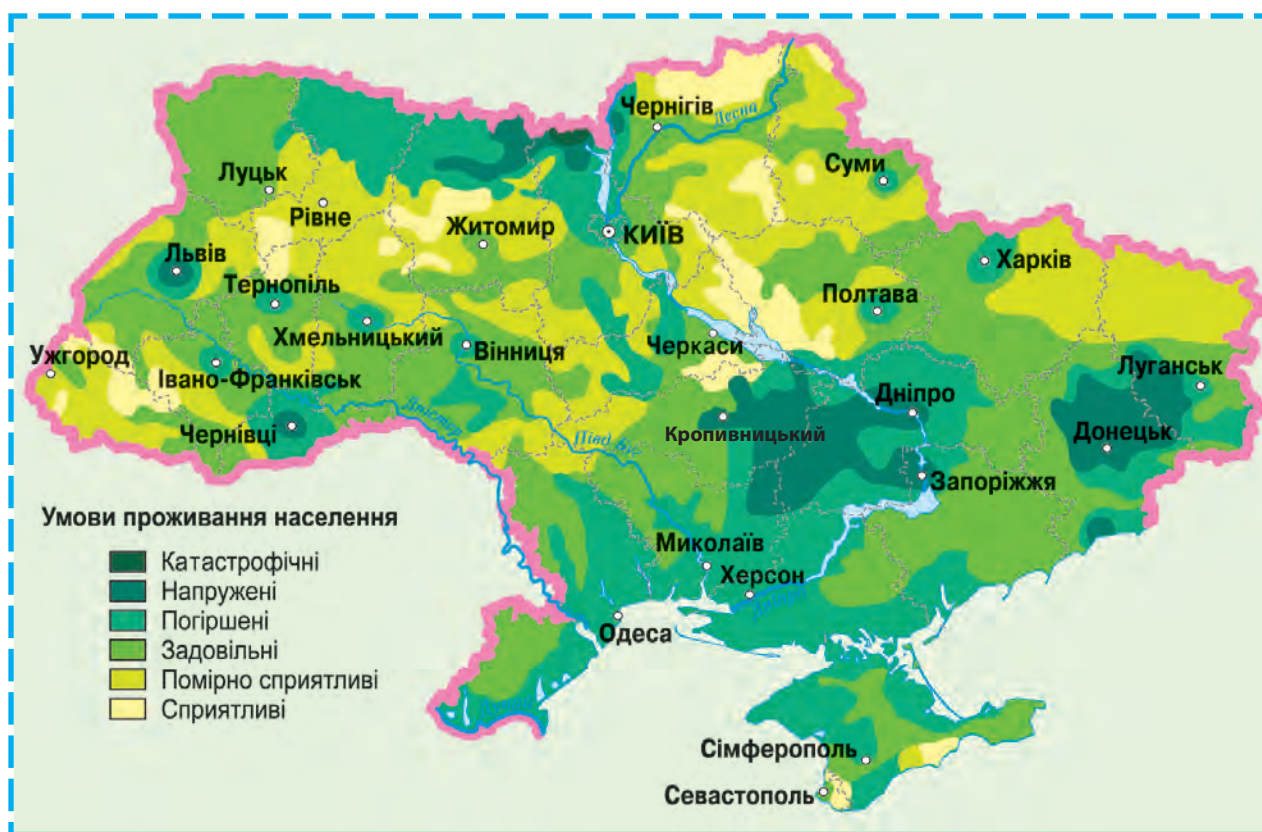 Чернігів
Десна
Суми
Луцьк
Рівне
Житомир
КИЇВ
Львів
Харків
Тернопіль
Полтава
Хмельницький
Черкаси
Вінниця
Ужгород
Луганськ
Івано-Франківськ
Дніпро
Дністер
Чернівці
Півд. Буг
Кропивницький
Донецьк
Запоріжжя
Умови проживання населення
Миколаїв
Катастрофічні
Херсон
Напружені
Дніпро
Погіршені
Одеса
Задовільні
Помірно сприятливі
Дунай
Сприятливі
Сімферополь
Севастополь